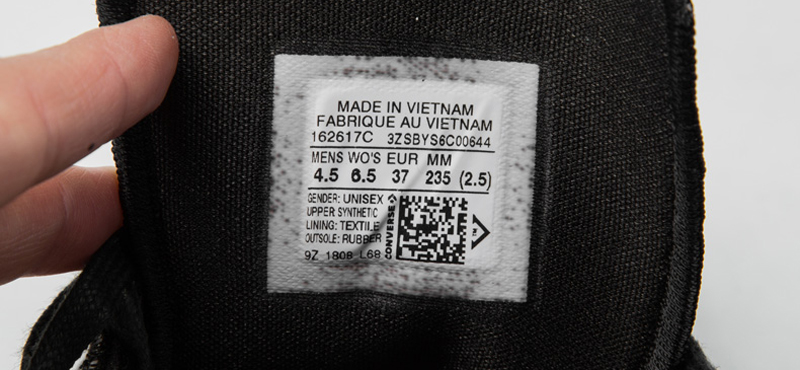 MADE IN VIETNAM
FABRIQUE AU VIETNAM
162617C 3ZSBYS6C00644
MENS WO'S EUR MM
4.5 6.5 37 235 (2.5)
GENDER: UNISEX
UPPER SYNTHETIC
LINING: TEXTILE
OUTSOLE: RUBBER
9Z 1808 L68
CONVERSE
TM